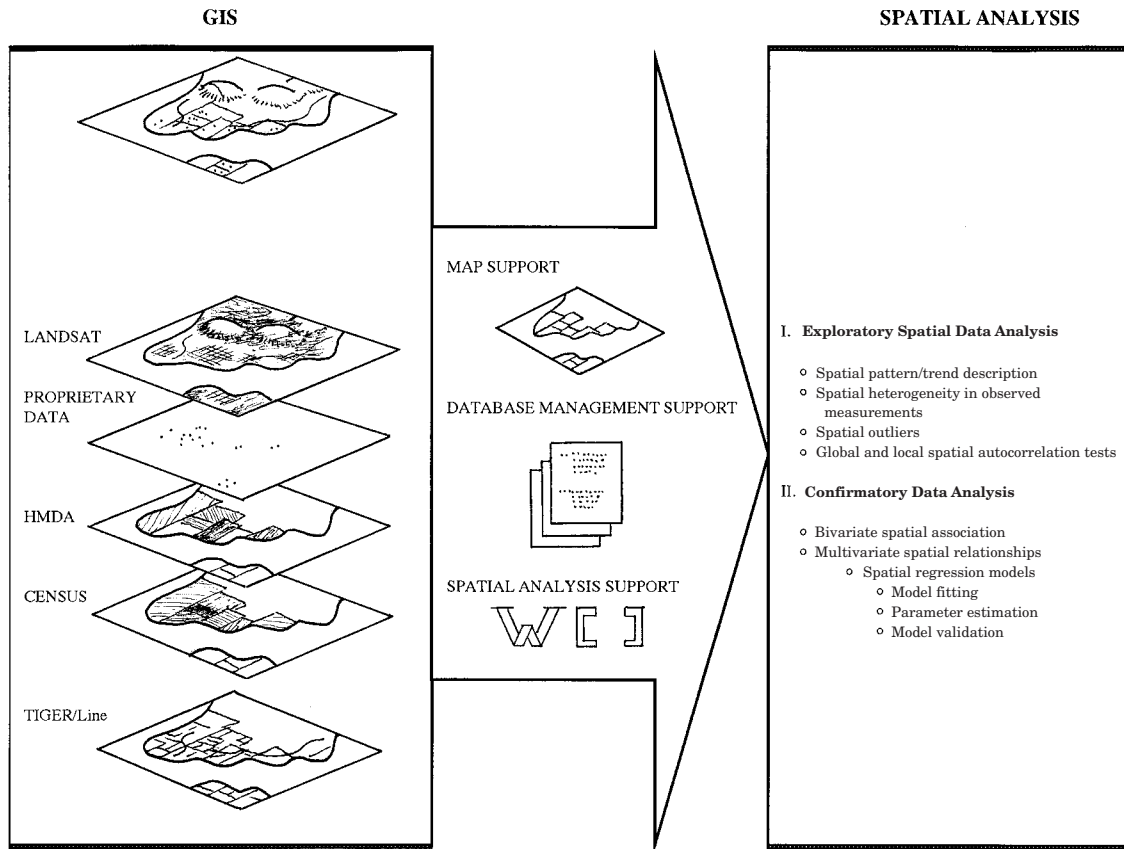 GIS
SPATIAL ANALYSIS
LANDSAT
PROPRIETARY
DATA
HMDA
CENSUS
TIGER/Line
MAP SUPPORT
DATABASE MANAGEMENT SUPPORT
SPATIAL ANALYSIS SUPPORT
W [ ]
I. Exploratory Spatial Data Analysis
○ Spatial pattern/trend description
○ Spatial heterogeneity in observed
measurements
○ Spatial outliers
○ Global and local spatial autocorrelation tests
II. Confirmatory Data Analysis
○ Bivariate spatial association
○ Multivariate spatial relationships
○ Spatial regression models
○ Model fitting
○ Parameter estimation
○ Model validation